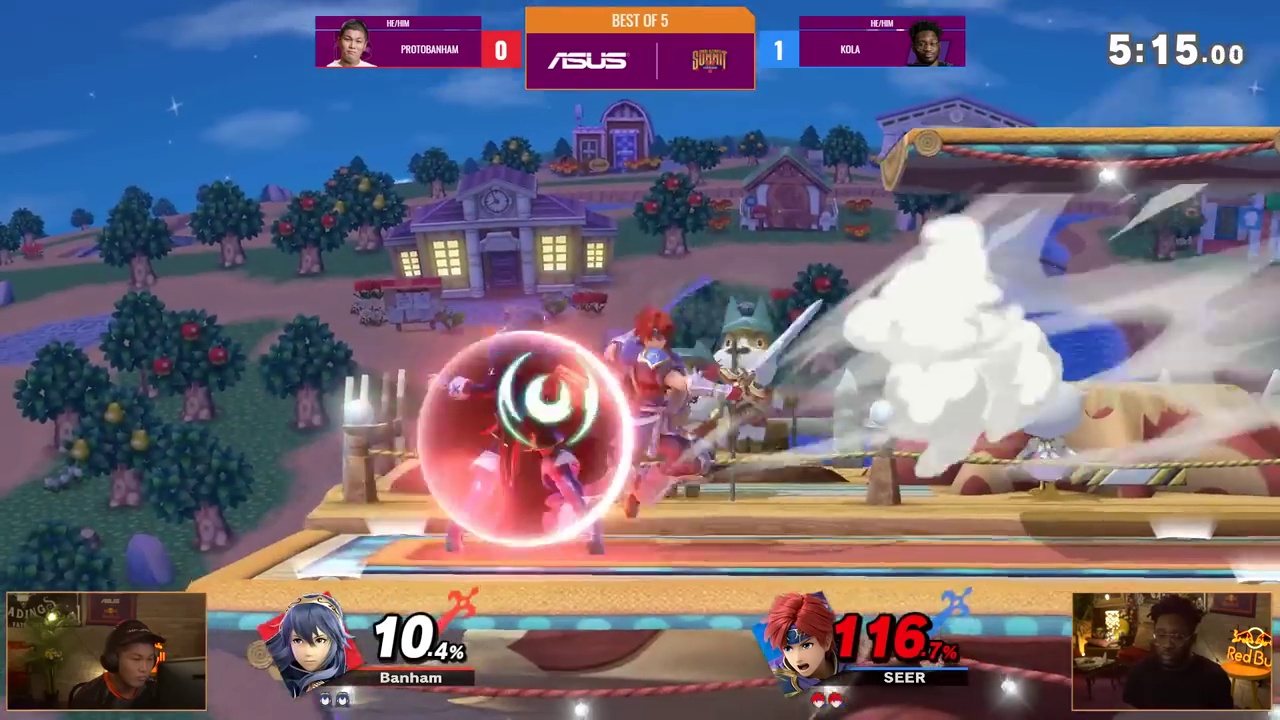 HE/HIM
PROTOBANHAM
0
BEST OF 5
ASUS
SUMMIT
1
HE/HIM
KOLA
5:15.00
10.4%
Banham
116.7%
SEER
ASUS
Red Bu